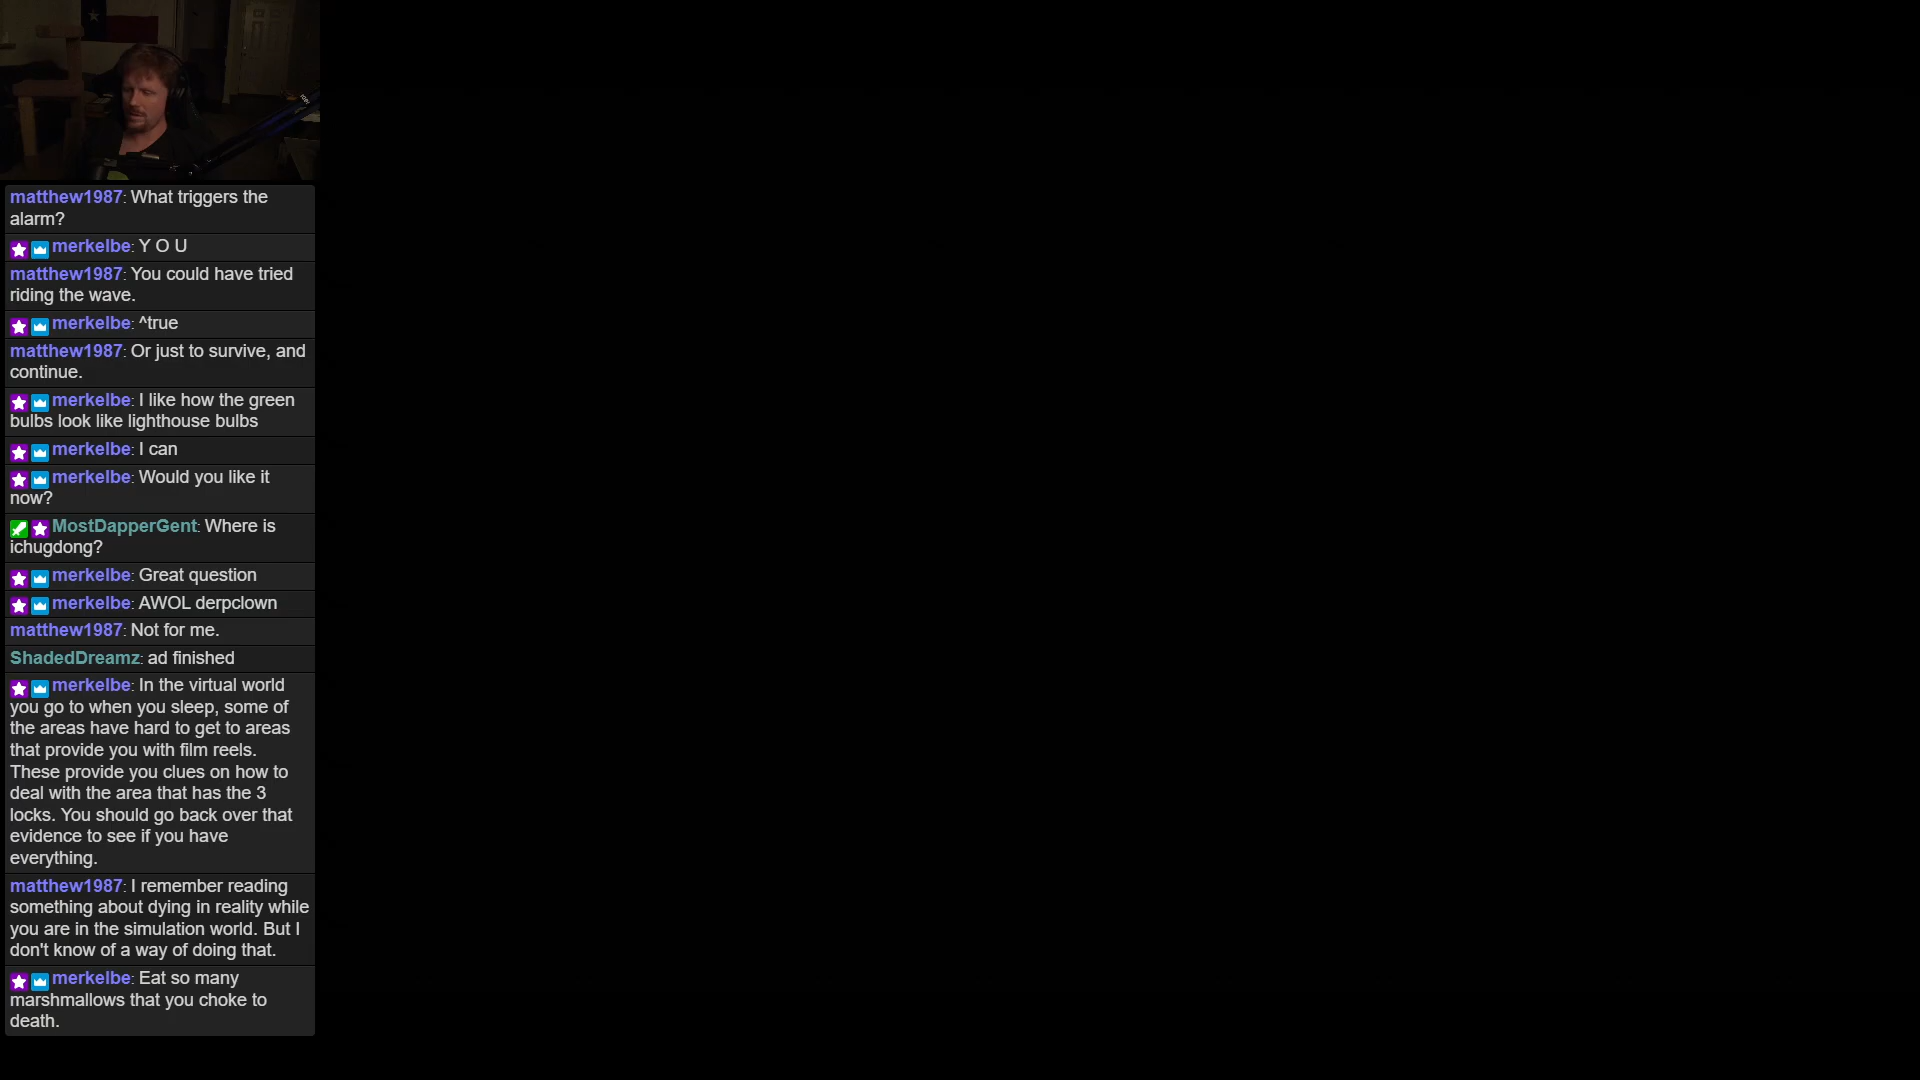 matthew1987: What triggers the
alarm?
merkelbe: Y O U
matthew1987: You could have tried
riding the wave.
merkelbe: ^true
matthew1987: Or just to survive, and
continue.
merkelbe: I like how the green
bulbs look like lighthouse bulbs
merkelbe: I can
merkelbe: Would you like it
now?
MostDapperGent: Where is
ichugdong?
merkelbe: Great question
merkelbe: AWOL derpclown
matthew1987: Not for me.
ShadedDreamz: ad finished
merkelbe: In the virtual world
you go to when you sleep, some of
the areas have hard to get to areas
that provide you with film reels.
These provide you clues on how to
deal with the area that has the 3
locks. You should go back over that
evidence to see if you have
everything.
matthew1987: I remember reading
something about dying in reality while
you are in the simulation world. But I
don't know of a way of doing that.
merkelbe: Eat so many
marshmallows that you choke to
death.